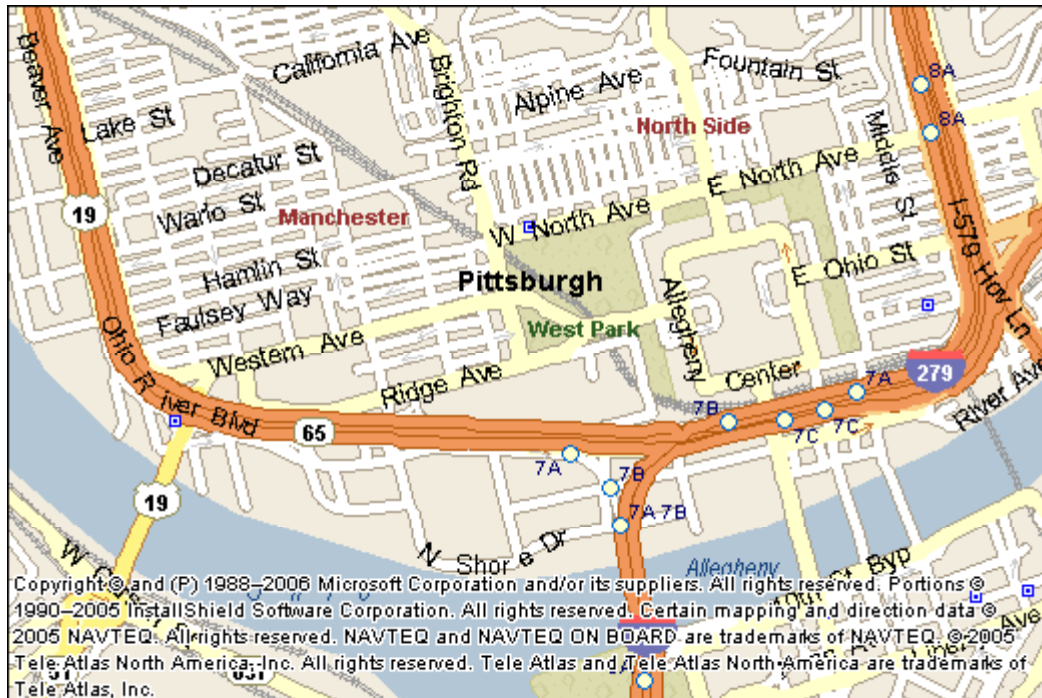 California Ave
Brighton Rd
Fountain St
8A
Beaver Ave
Alpine Ave
Lake St
North Side
8A
Decatur St
Middle St
E North Ave
19
Warlo St
Manchester
W North Ave
I-579 Hov Ln
Hamlin St
Pittsburgh
E Ohio St
Faulsey Way
Allegheny
West Park
Ohio River Blvd
Western Ave
Ridge Ave
Center
7A
279
River Ave
65
7B
7C
7C
7A
7B
19
7A 7B
N Shore Dr
Allegheny
Copyright © and (P) 1988–2006 Microsoft Corporation and/or its suppliers. All rights reserved. Portions ©
1990–2005 InstallShield Software Corporation. All rights reserved. Certain mapping and direction data ©
2005 NAVTEQ. All rights reserved. NAVTEQ and NAVTEQ ON BOARD are trademarks of NAVTEQ. © 2005
Tele Atlas North America, Inc. All rights reserved. Tele Atlas and Tele Atlas North America are trademarks of
Tele Atlas, Inc.